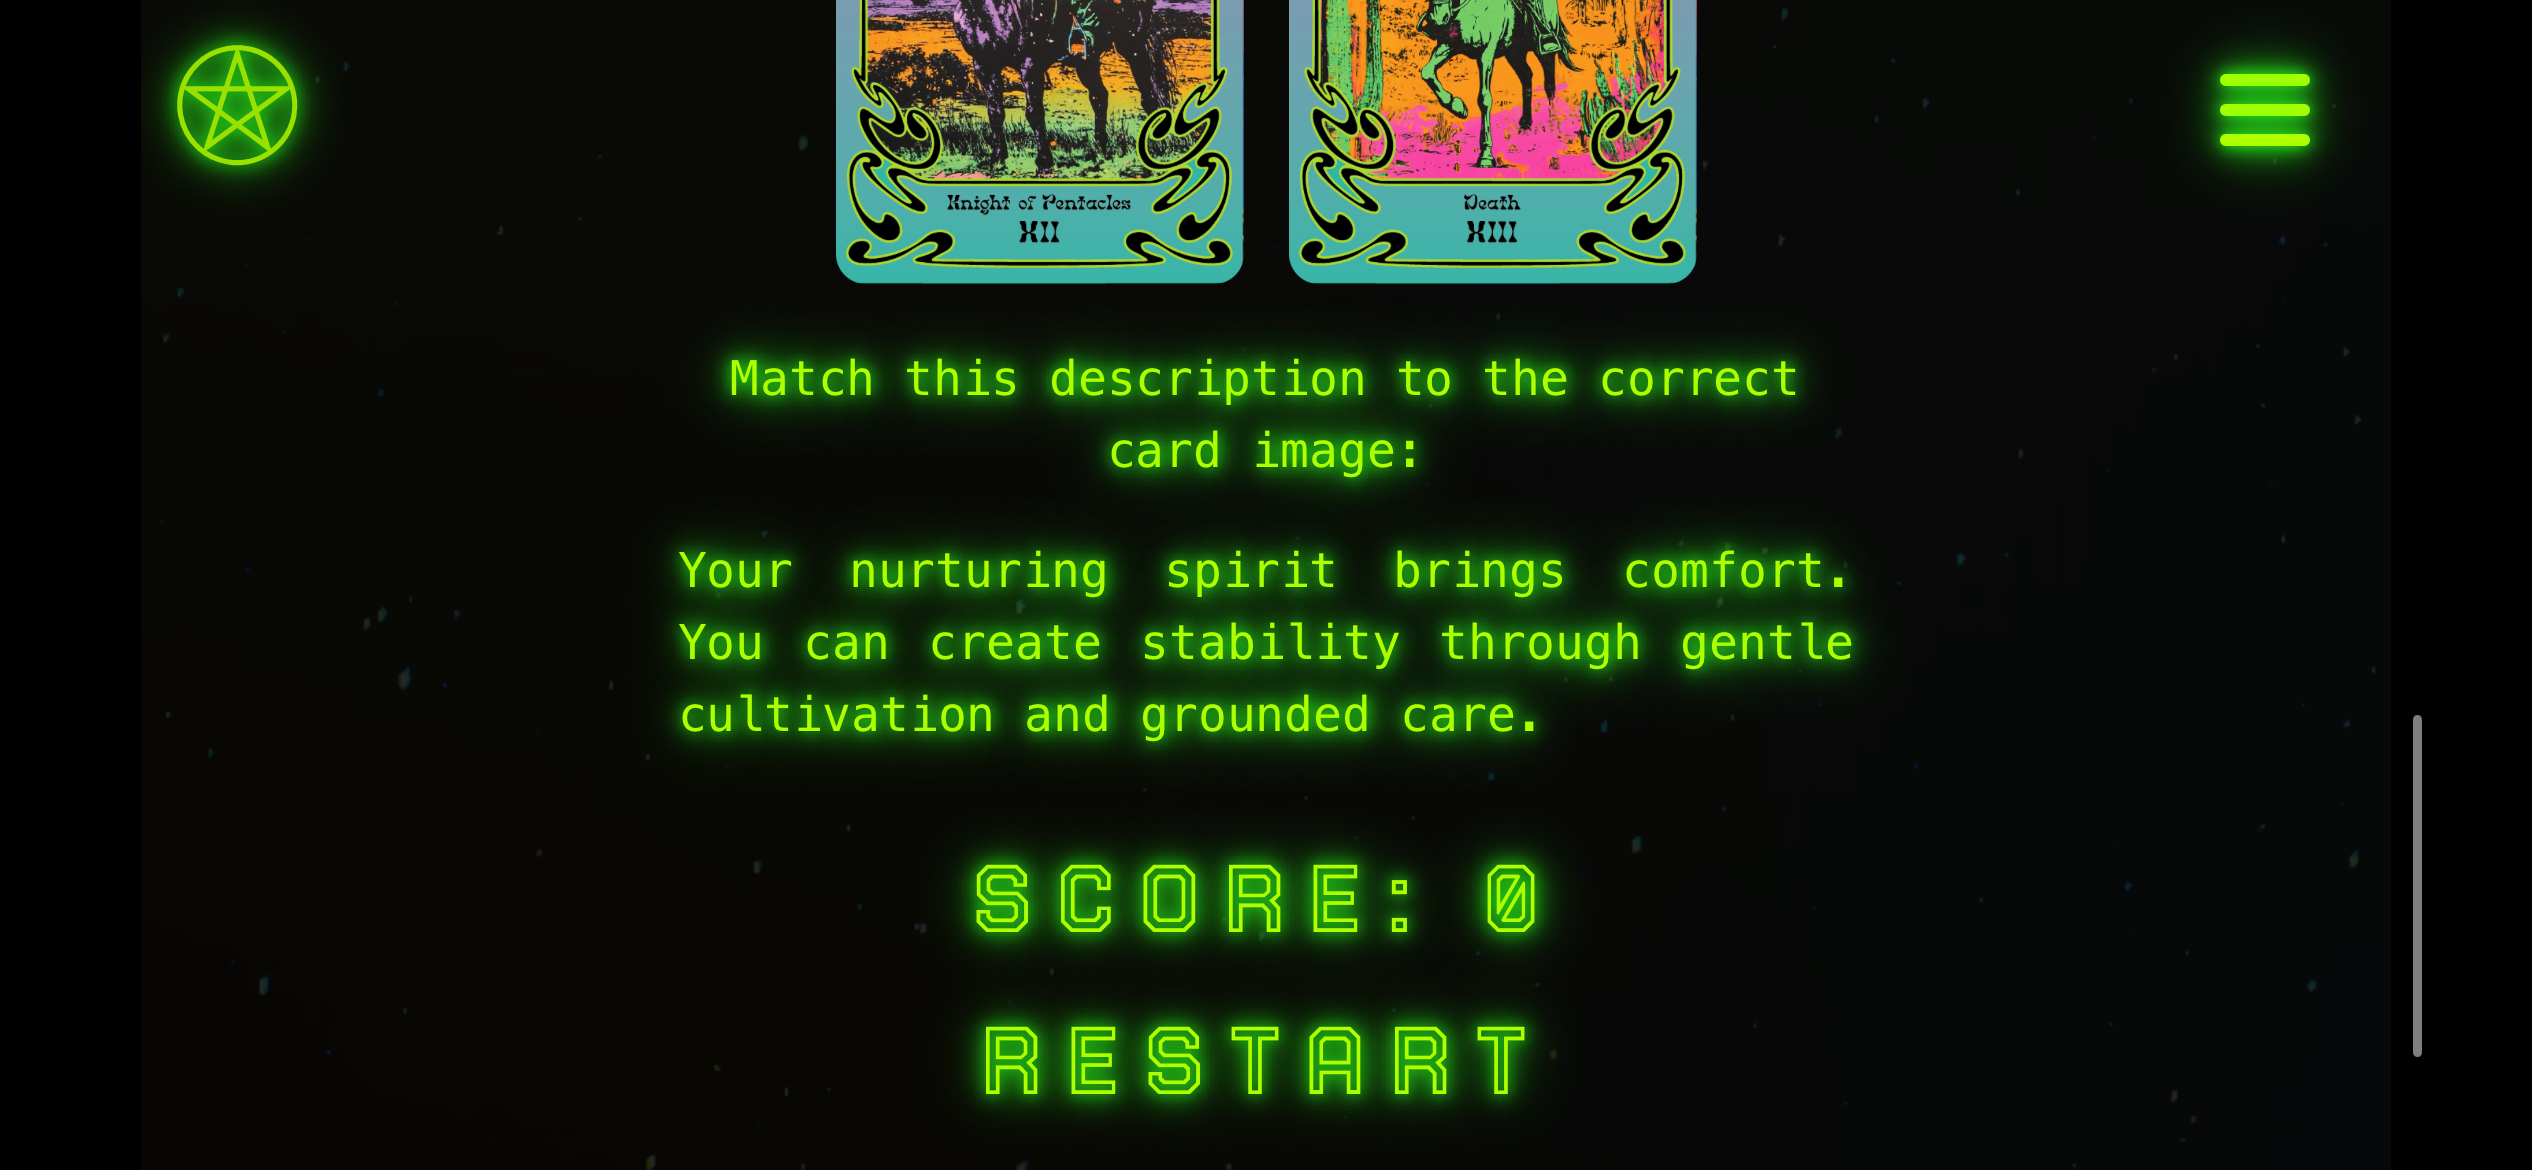 Knight of Pentacles
XII
Death
XIII
Match this description to the correct
card image:
Your nurturing spirit brings comfort.
You can create stability through gentle
cultivation and grounded care.
SCORE: 0
RESTART